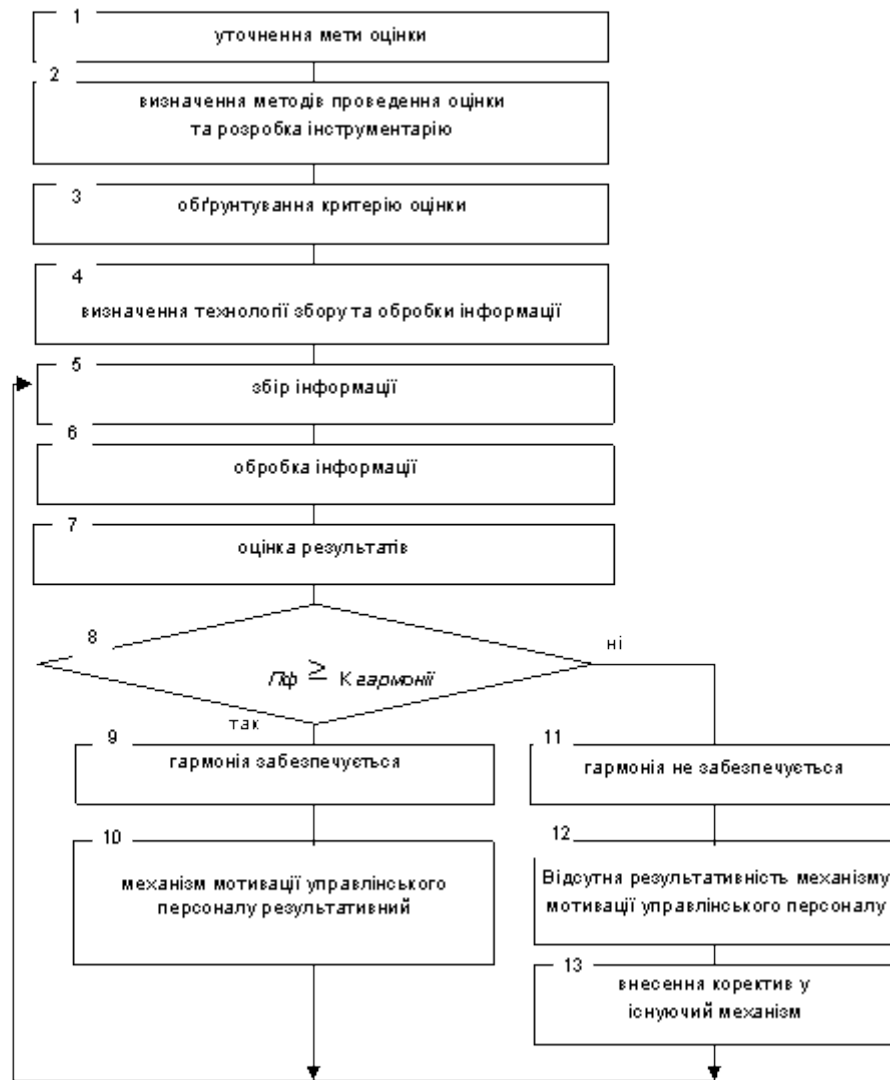 1
уточнення мети оцінки
2
визначення методів проведення оцінки
та розробка інструментарію
3
обґрунтування критерію оцінки
4
визначення технології збору та обробки інформації
5
збір інформації
6
обробка інформації
7
оцінка результатів
8
Пф ≥ К гармонії
ні
так
9
гармонія забезпечується
11
гармонія не забезпечується
10
механізм мотивації управлінського
персоналу результативний
12
Відсутня результативність механізму
мотивації управлінського персоналу
13
внесення коректив у
існуючий механізм